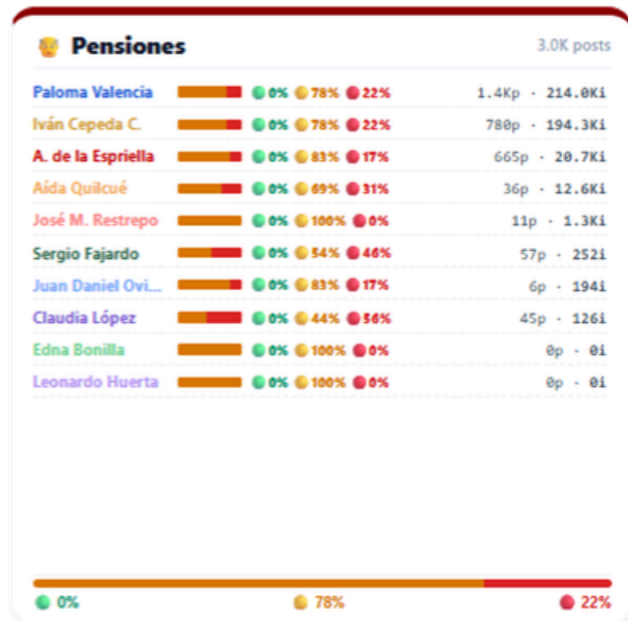 Pensiones 3.0K posts
Paloma Valencia 0% 78% 22% 1.4Kp · 214.0Ki
Iván Cepeda C. 0% 78% 22% 780p · 194.3Ki
A. de la Espriella 0% 83% 17% 665p · 20.7Ki
Aída Quilcué 0% 69% 31% 36p · 12.6Ki
José M. Restrepo 0% 100% 0% 11p · 1.3Ki
Sergio Fajardo 0% 54% 46% 57p · 252i
Juan Daniel Ovi... 0% 83% 17% 6p · 194i
Claudia López 0% 44% 56% 45p · 126i
Edna Bonilla 0% 100% 0% 0p · 0i
Leonardo Huerta 0% 100% 0% 0p · 0i
0% 78% 22%